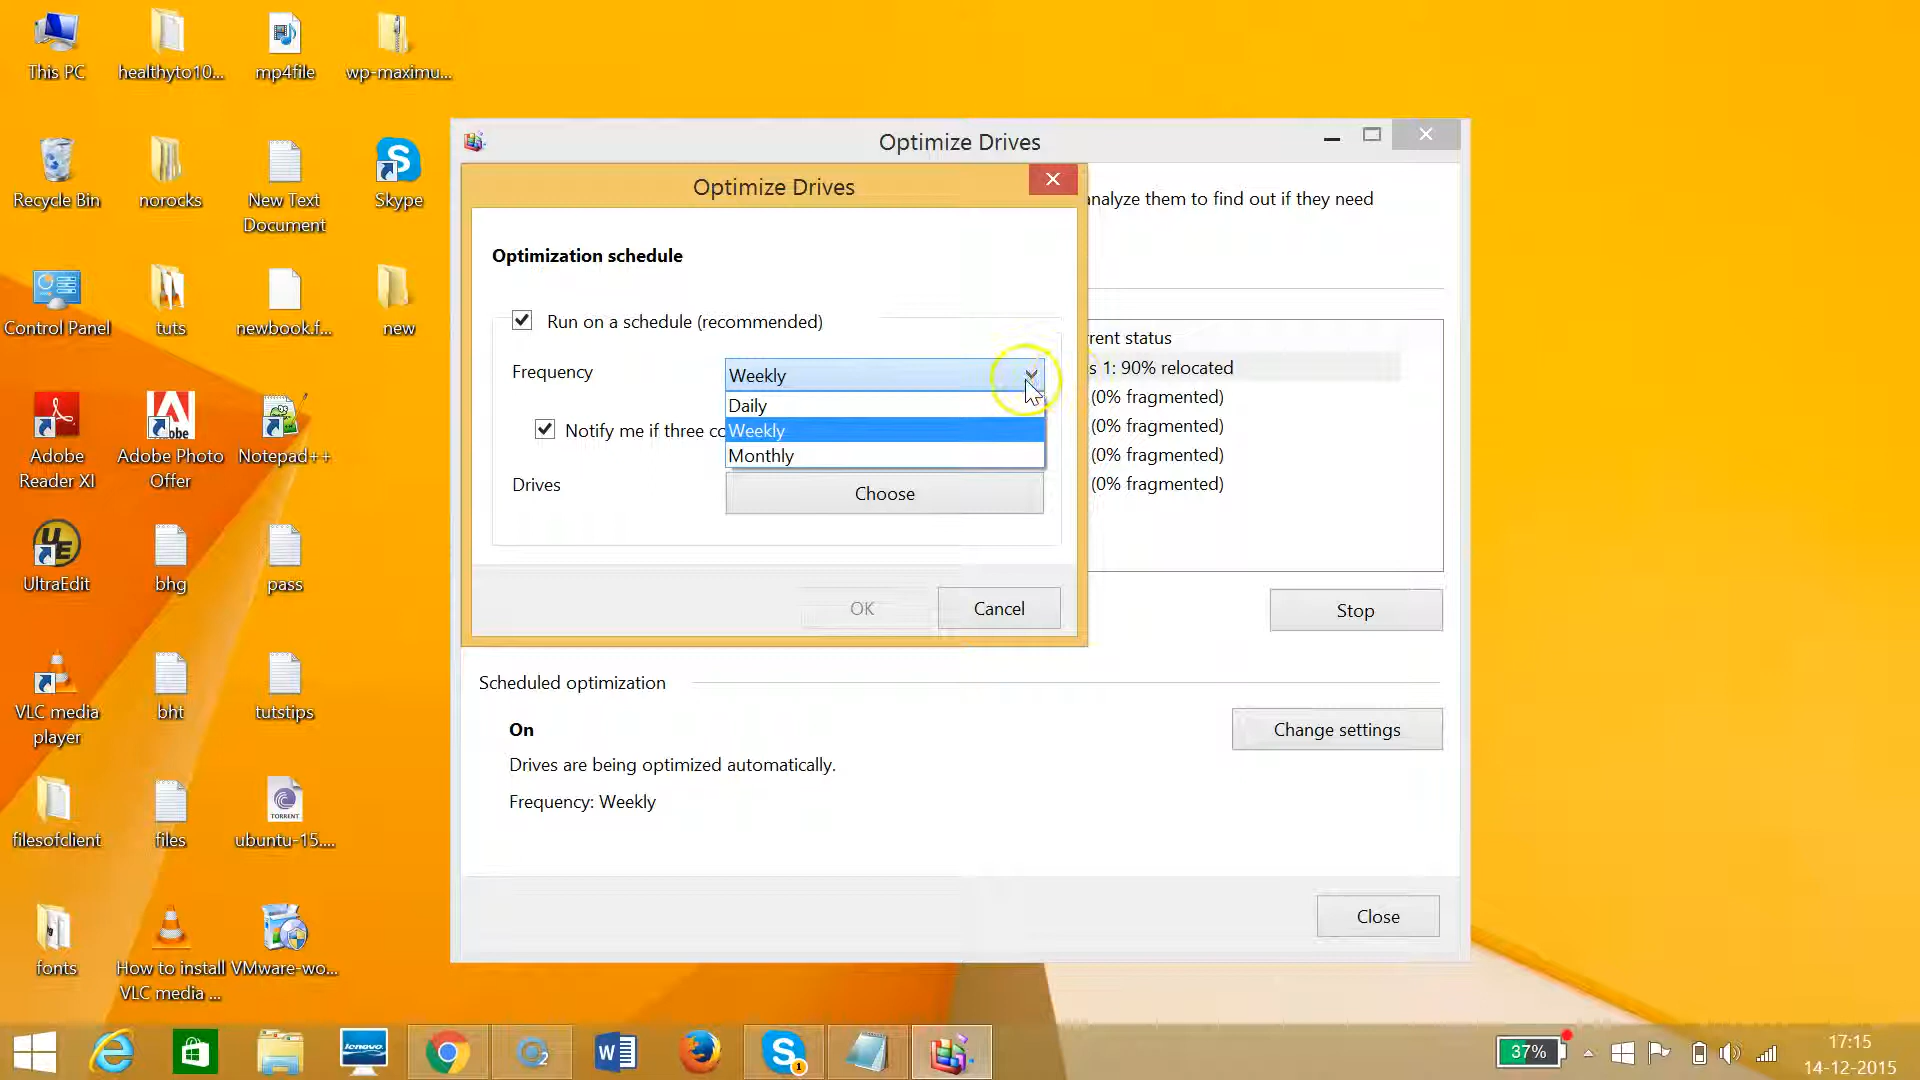 This PC
healthyto10...
mp4file
wp-maximu...
Recycle Bin
norocks
New Text
Document
Skype
Control Panel
tuts
newbook.f...
new
Adobe
Reader XI
Adobe Photo
Offer
Notepad++
UltraEdit
bhg
pass
VLC media
player
bht
tutstips
filesofclient
files
TORRENT
ubuntu-15....
fonts
How to install
VLC media ...
VMware-wo...
Optimize Drives
analyze them to find out if they need
rent status
s 1: 90% relocated
(0% fragmented)
(0% fragmented)
(0% fragmented)
(0% fragmented)
Stop
Optimize Drives
Optimization schedule
Run on a schedule (recommended)
Frequency
Weekly
Daily
Weekly
Monthly
Notify me if three co
Drives
Choose
OK
Cancel
Scheduled optimization
On
Change settings
Drives are being optimized automatically.
Frequency: Weekly
Close
lenovo
37%
17:15
14-12-2015